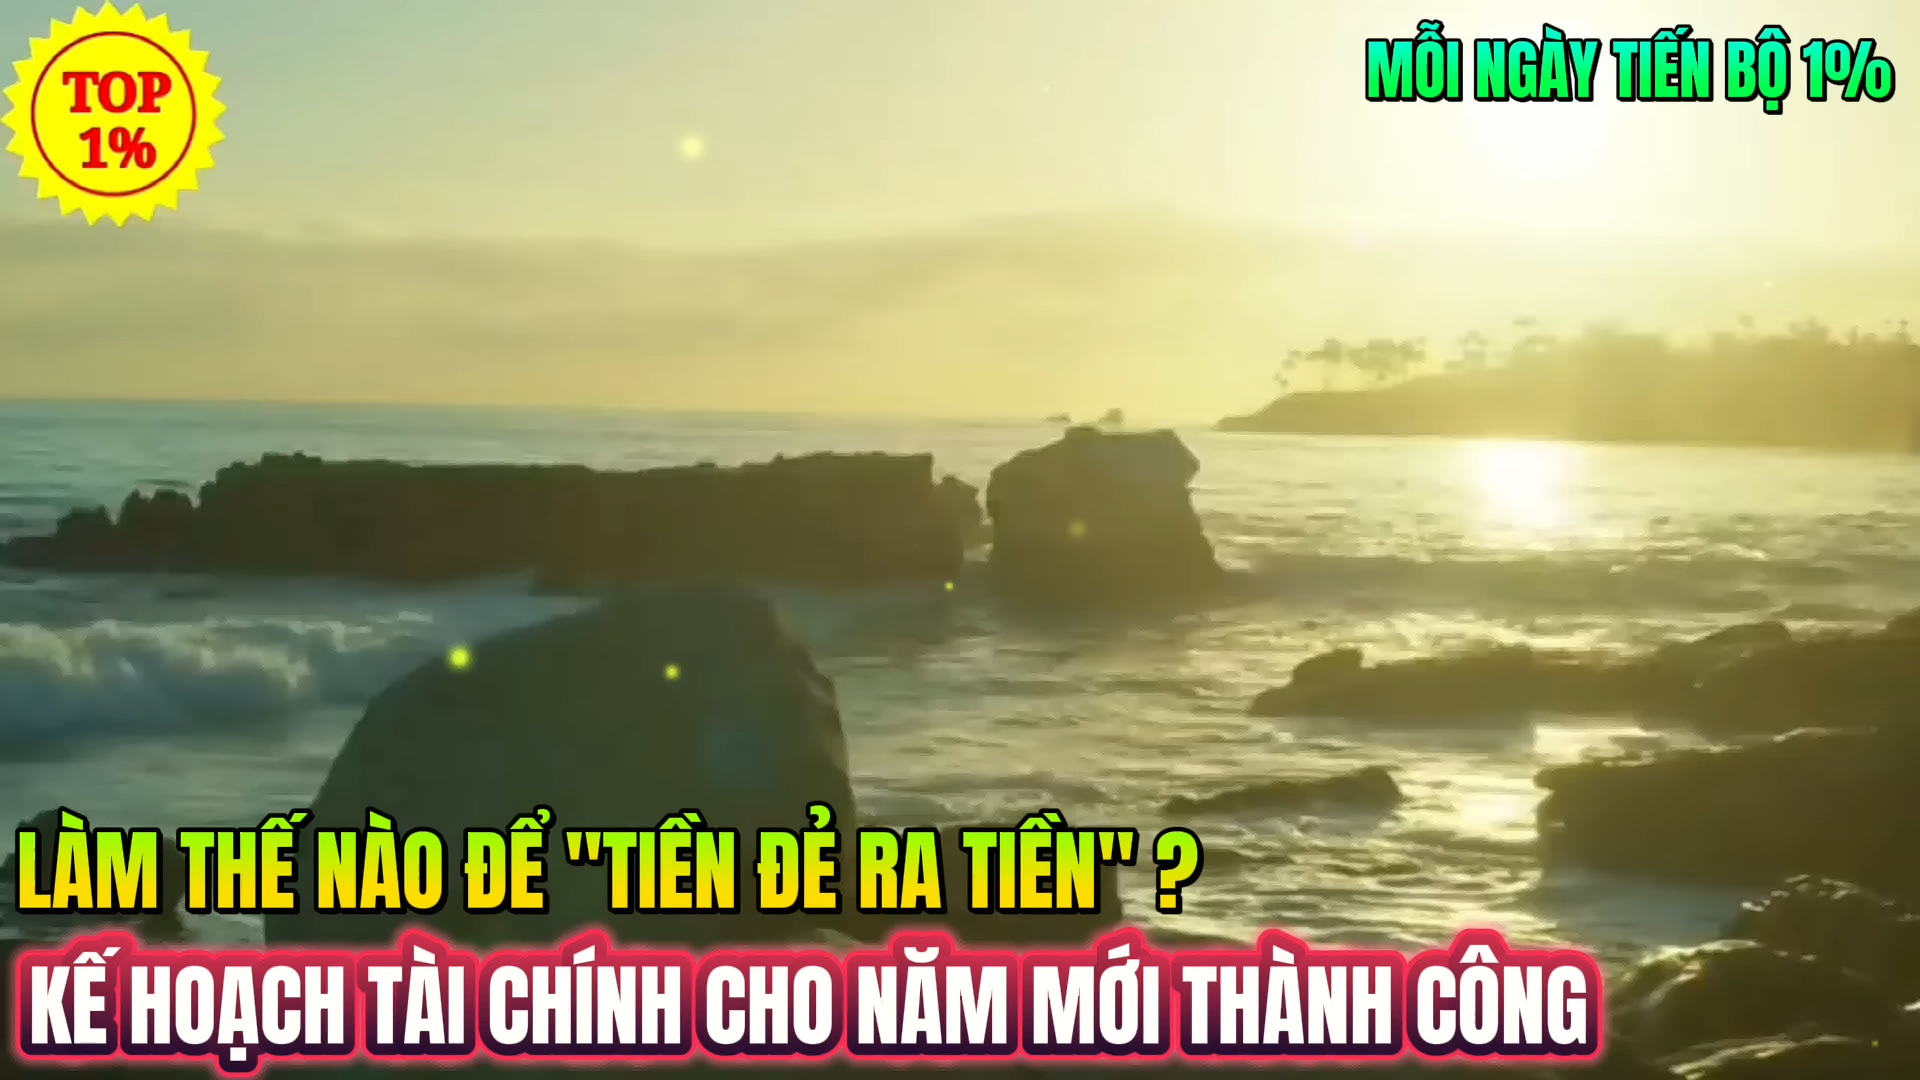 TOP
1%
MỖI NGÀY TIẾN BỘ 1%
LÀM THẾ NÀO ĐỂ "TIỀN ĐẺ RA TIỀN" ?
KẾ HOẠCH TÀI CHÍNH CHO NĂM MỚI THÀNH CÔNG